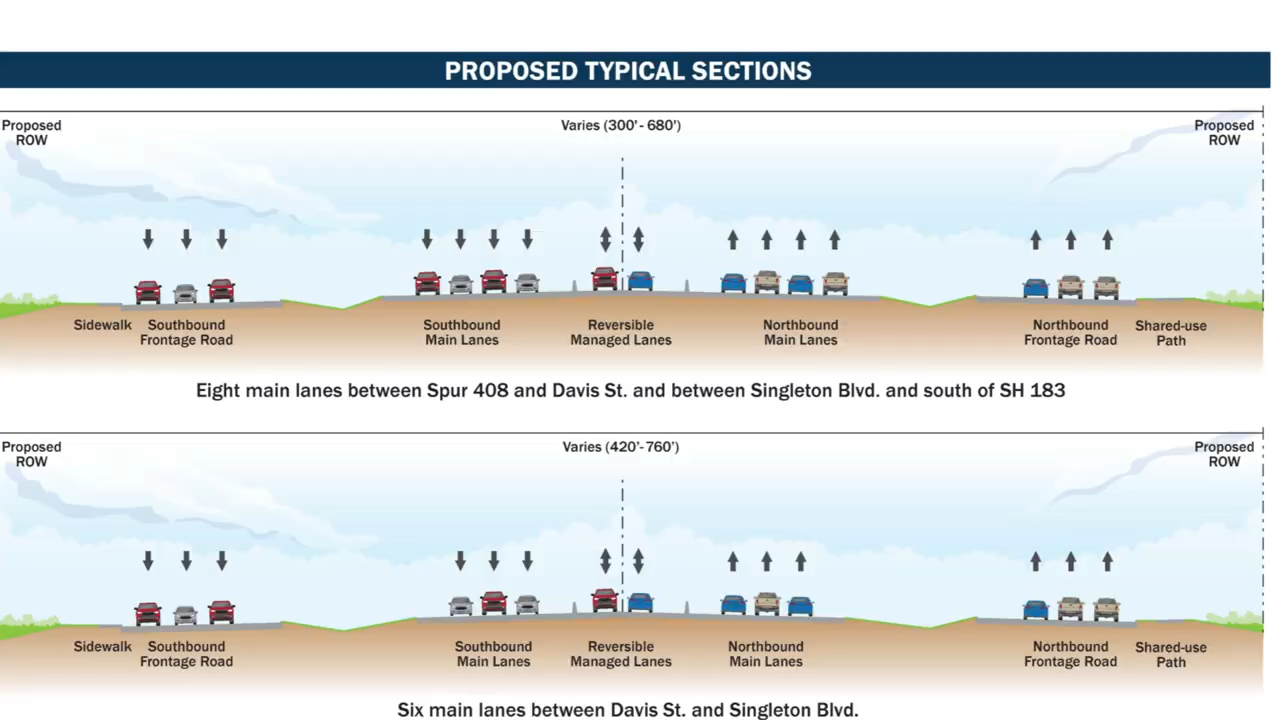 PROPOSED TYPICAL SECTIONS
Proposed
ROW
Varies (300'- 680')
Proposed
ROW
Sidewalk
Southbound
Frontage Road
Southbound
Main Lanes
Reversible
Managed Lanes
Northbound
Main Lanes
Northbound
Frontage Road
Shared-use
Path
Eight main lanes between Spur 408 and Davis St. and between Singleton Blvd. and south of SH 183
Proposed
ROW
Varies (420'- 760')
Proposed
ROW
Sidewalk
Southbound
Frontage Road
Southbound
Main Lanes
Reversible
Managed Lanes
Northbound
Main Lanes
Northbound
Frontage Road
Shared-use
Path
Six main lanes between Davis St. and Singleton Blvd.